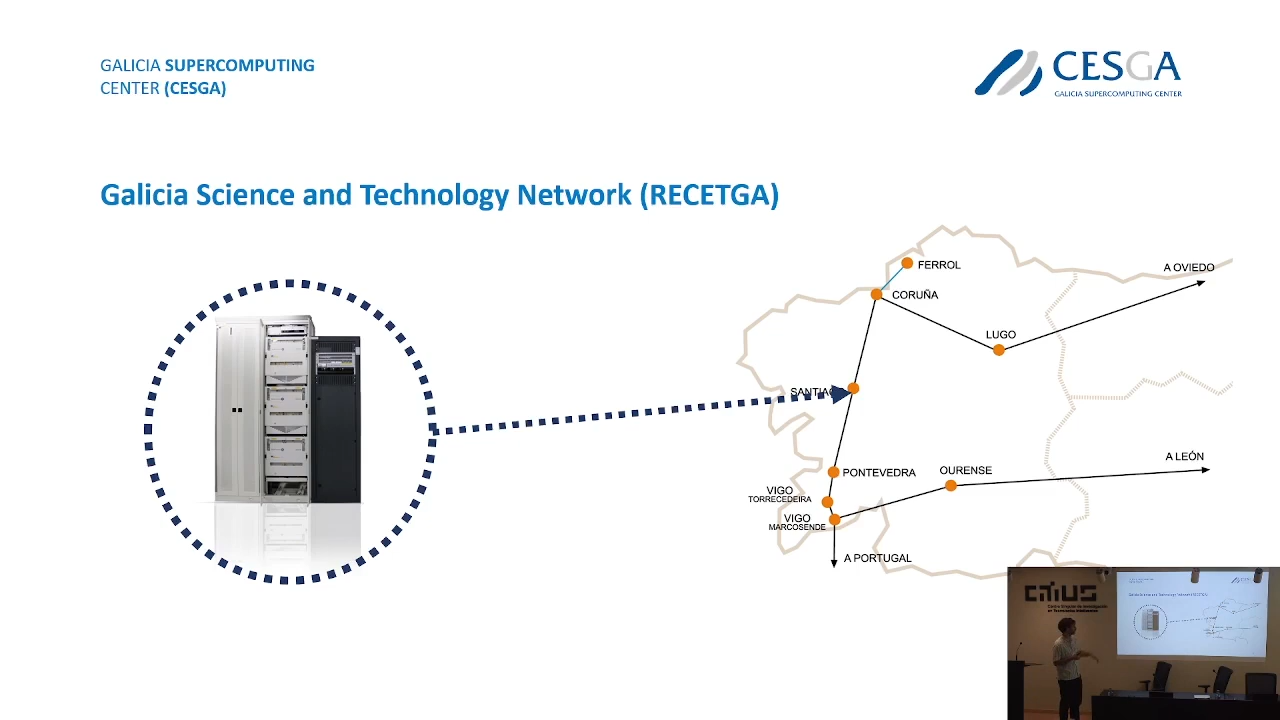 GALICIA SUPERCOMPUTING
CENTER (CESGA)
CESGA
GALICIA SUPERCOMPUTING CENTER
Galicia Science and Technology Network (RECETGA)
FERROL
A OVIEDO
CORUÑA
LUGO
SANTIAGO
A LEÓN
PONTEVEDRA
OURENSE
VIGO
TORRECEDEIRA
VIGO
MARCOSENDE
A PORTUGAL
CiTIUS